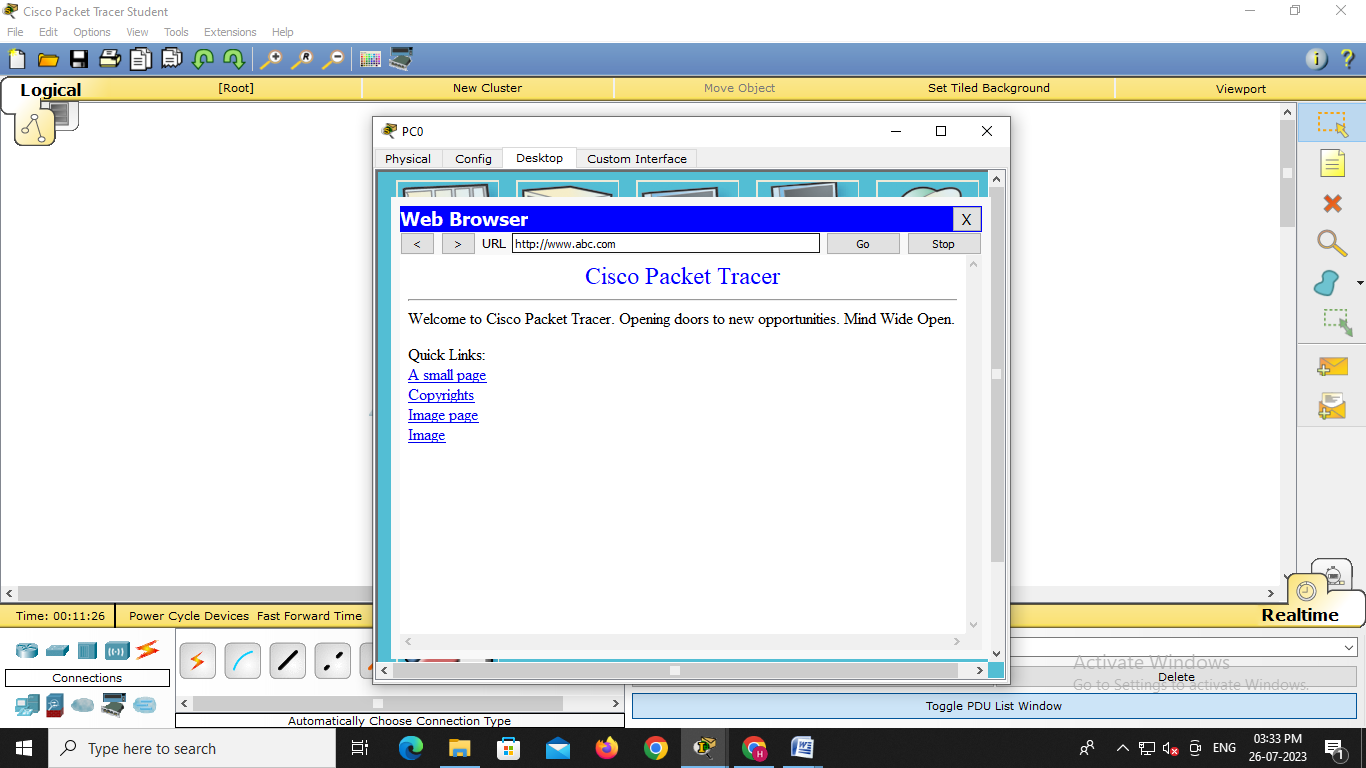 Cisco Packet Tracer Student
File Edit Options View Tools Extensions Help
Logical [Root] New Cluster Move Object Set Tiled Background Viewport
PC0
Physical Config Desktop Custom Interface
Web Browser X
< > URL http://www.abc.com Go Stop
Cisco Packet Tracer
Welcome to Cisco Packet Tracer. Opening doors to new opportunities. Mind Wide Open.
Quick Links:
A small page
Copyrights
Image page
Image
Time: 00:11:26 Power Cycle Devices Fast Forward Time Realtime
Connections
Automatically Choose Connection Type
Activate Windows
Go to Settings to activate Windows.
Delete
Toggle PDU List Window
Type here to search
ENG
03:33 PM
26-07-2023
1